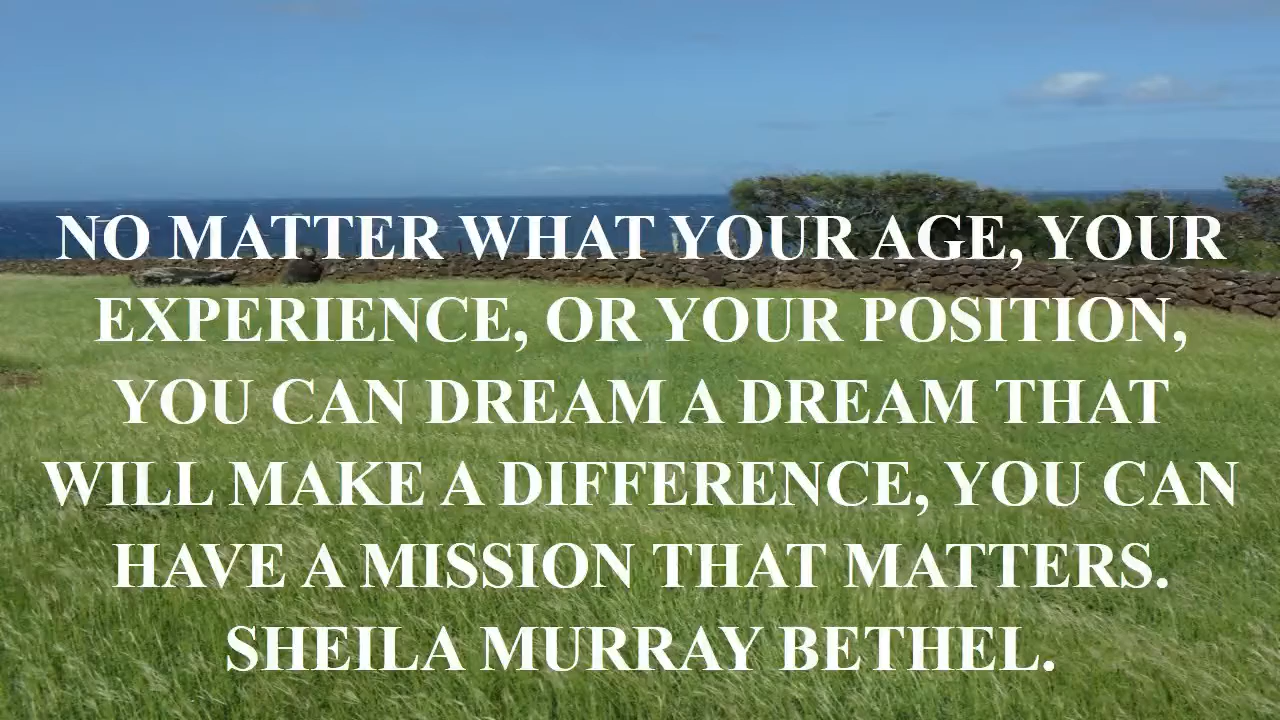 NO MATTER WHAT YOUR AGE, YOUR
EXPERIENCE, OR YOUR POSITION,
YOU CAN DREAM A DREAM THAT
WILL MAKE A DIFFERENCE, YOU CAN
HAVE A MISSION THAT MATTERS.
SHEILA MURRAY BETHEL.